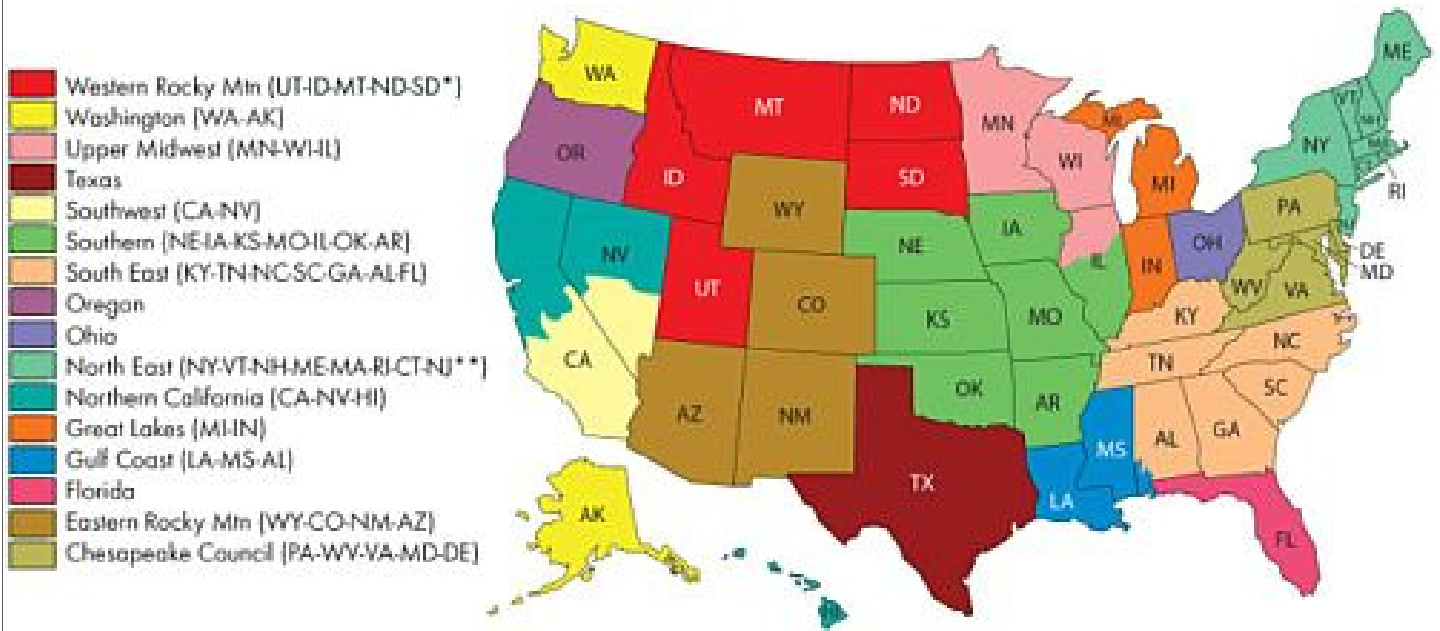 Western Rocky Mtn (UT-ID-MT-ND-SD*)
Washington (WA-AK)
Upper Midwest (MN-WI-IL)
Texas
Southwest (CA-NV)
Southern (NE-IA-KS-MO-IL-OK-AR)
South East (KY-TN-NC-SC-GA-AL-FL)
Oregon
Ohio
North East (NY-VT-NH-ME-MA-RI-CT-NJ**)
Northern California (CA-NV-HI)
Great Lakes (MI-IN)
Gulf Coast (LA-MS-AL)
Florida
Eastern Rocky Mtn (WY-CO-NM-AZ)
Chesapeake Council (PA-WY-VA-MD-DE)
WA
MT
ND
MN
MI
ME
VT
NH
NY
OR
ID
SD
WI
MI
RI
WY
IA
PA
NV
NE
IL
IN
OH
DE
MD
UT
CO
KS
MO
WV
VA
KY
CA
NC
TN
AZ
NM
OK
AR
SC
MS
AL
GA
TX
LA
AK
FL